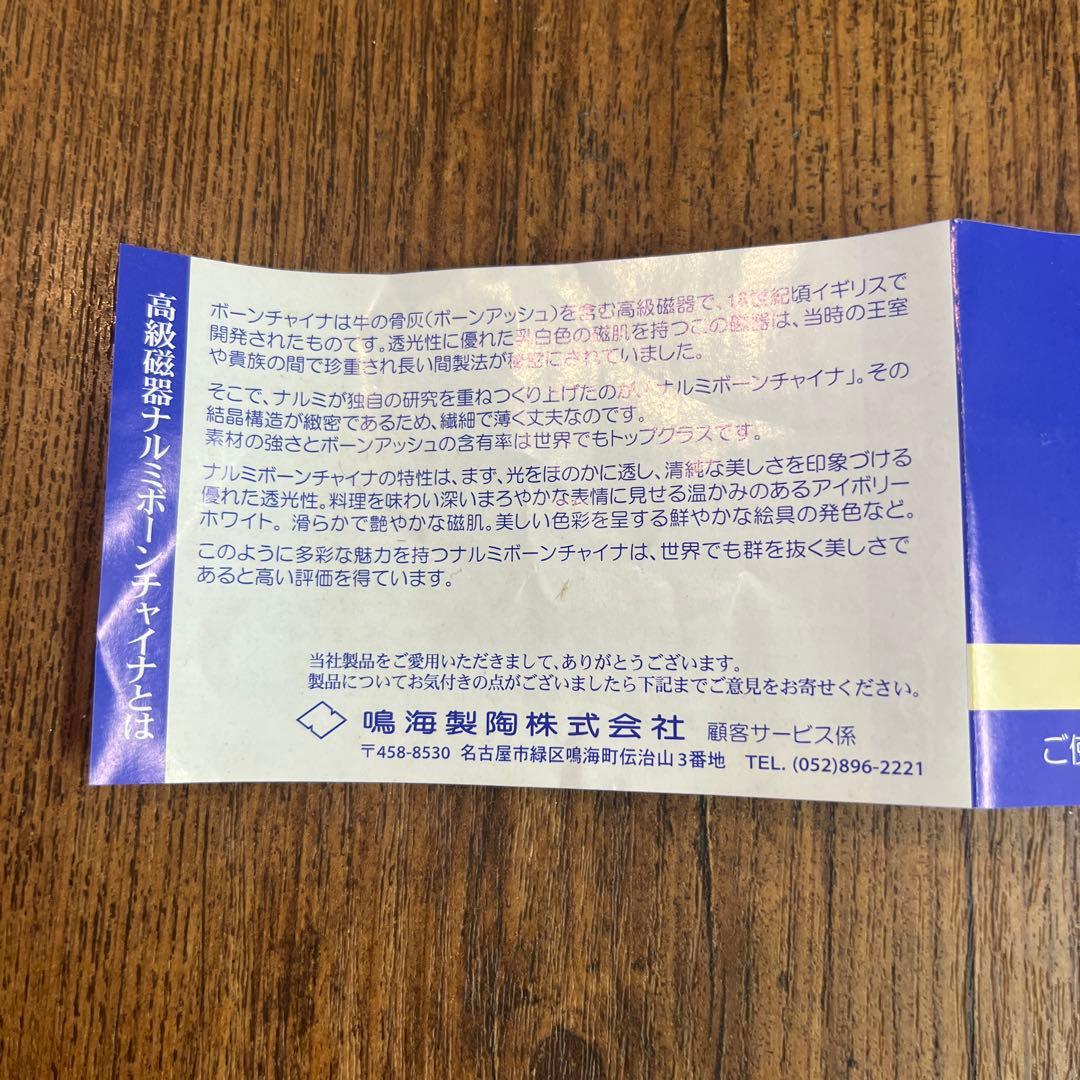 高級磁器ナルミボーンチャイナとは
ボーンチャイナは牛の骨灰(ボーンアッシュ)を含む高級磁器で、18世紀頃イギリスで
開発されたものです。透光性に優れた乳白色の磁肌を持つこの磁器は、当時の王室
や貴族の間で珍重され長い間製法が秘密にされていました。
そこで、ナルミが独自の研究を重ねつくり上げたのが、「ナルミボーンチャイナ」。その
結晶構造が緻密であるため、繊細で薄く丈夫なのです。
素材の強さとボーンアッシュの含有率は世界でもトップクラスです。
ナルミボーンチャイナの特性は、まず、光をほのかに透し、清純な美しさを印象づける
優れた透光性。料理を味わい深いまろやかな表情に見せる温かみのあるアイボリー
ホワイト。滑らかで艶やかな磁肌。美しい色彩を呈する鮮やかな絵具の発色など。
このように多彩な魅力を持つナルミボーンチャイナは、世界でも群を抜く美しさで
あると高い評価を得ています。
当社製品をご愛用いただきまして、ありがとうございます。
製品についてお気付きの点がございましたら下記までご意見をお寄せください。
鳴海製陶株式会社 顧客サービス係
〒458-8530 名古屋市緑区鳴海町伝治山3番地 TEL. (052)896-2221
ご使